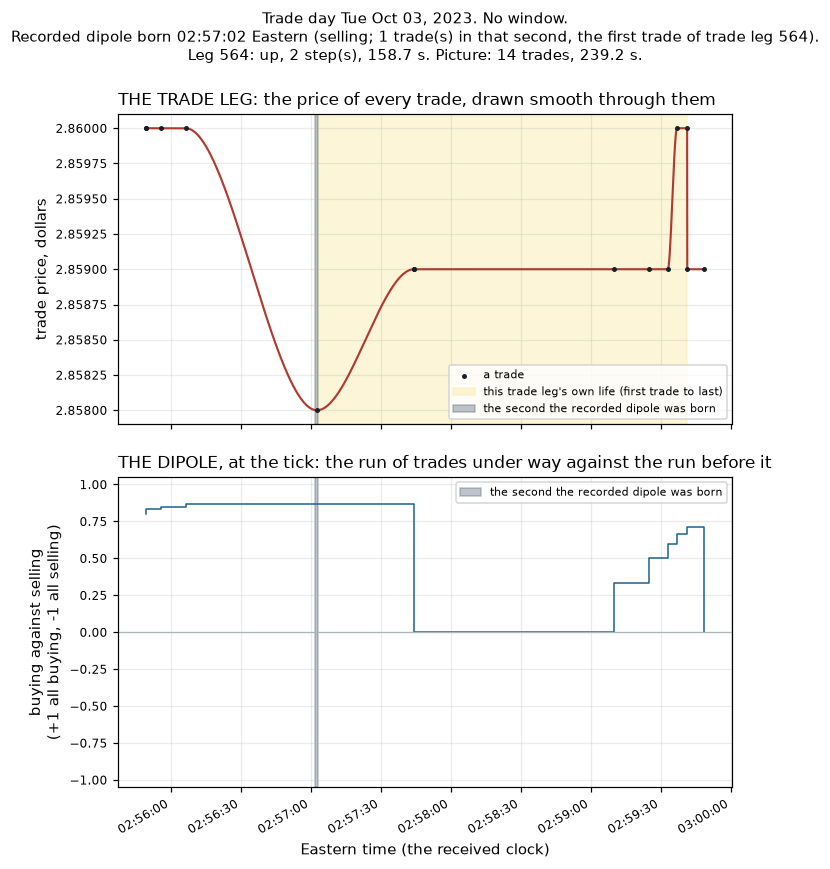 Trade day Tue Oct 03, 2023. No window.
Recorded dipole born 02:57:02 Eastern (selling; 1 trade(s) in that second, the first trade of trade leg 564).
Leg 564: up, 2 step(s), 158.7 s. Picture: 14 trades, 239.2 s.
THE TRADE LEG: the price of every trade, drawn smooth through them
trade price, dollars
2.86000
2.85975
2.85950
2.85925
2.85900
2.85875
2.85850
2.85825
2.85800
a trade
this trade leg's own life (first trade to last)
the second the recorded dipole was born
THE DIPOLE, at the tick: the run of trades under way against the run before it
buying against selling
(+1 all buying, -1 all selling)
1.00
0.75
0.50
0.25
0.00
−0.25
−0.50
−0.75
−1.00
the second the recorded dipole was born
02:56:00
02:56:30
02:57:00
02:57:30
02:58:00
02:58:30
02:59:00
02:59:30
03:00:00
Eastern time (the received clock)